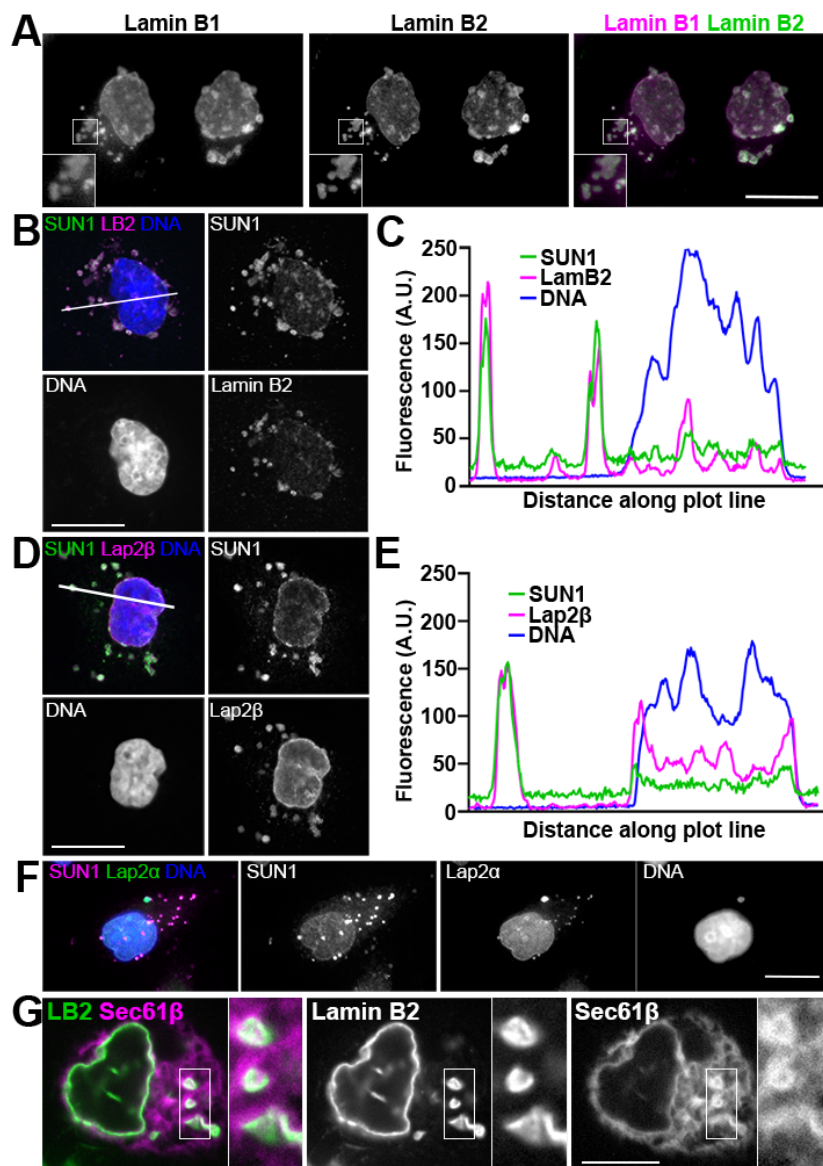 A
Lamin B1 Lamin B2 Lamin B1 Lamin B2
B
SUN1 LB2 DNA SUN1
DNA Lamin B2
C
Fluorescence (A.U.)
250
200
150
100
50
0
SUN1
LamB2
DNA
Distance along plot line
D
SUN1 Lap2β DNA SUN1
DNA Lap2β
E
Fluorescence (A.U.)
250
200
150
100
50
0
SUN1
Lap2β
DNA
Distance along plot line
F
SUN1 Lap2α DNA SUN1 Lap2α DNA
G
LB2 Sec61β Lamin B2 Sec61β